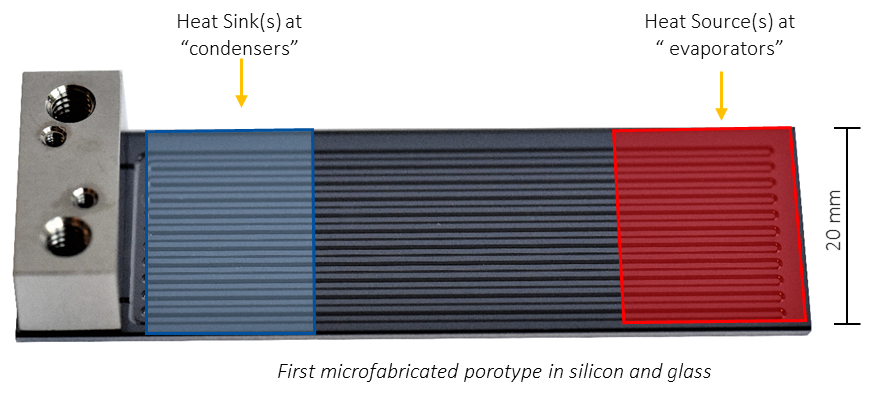 Heat Sink(s) at
“condensers”
Heat Source(s) at
“ evaporators”
20 mm
First microfabricated porotype in silicon and glass